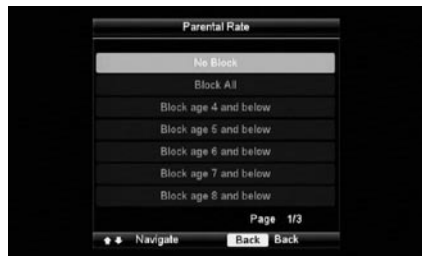 Parental Rate
No Block
Block All
Block age 4 and below
Block age 5 and below
Block age 6 and below
Block age 7 and below
Block age 8 and below
Page 1/3
Navigate Back Back